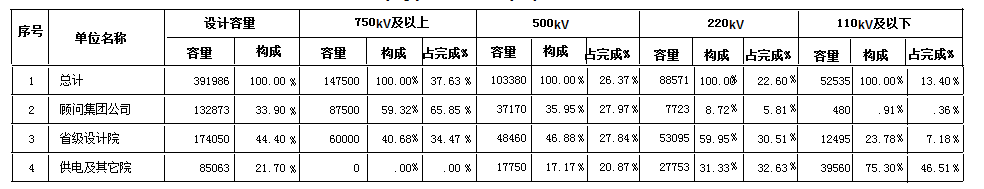 序号 单位名称 设计容量 750kV及以上 500kV 220kV 110kV及以下
容量 构成 容量 构成 占完成% 容量 构成 占完成% 容量 构成 占完成% 容量 构成 占完成%
1 总计 391986 100.00% 147500 100.00% 37.63% 103380 100.00% 26.37% 88571 100.00% 22.60% 52535 100.00% 13.40%
2 顾问集团公司 132873 33.90% 87500 59.32% 65.85% 37170 35.95% 27.97% 7723 8.72% 5.81% 480 .91% .36%
3 省级设计院 174050 44.40% 60000 40.68% 34.47% 48460 46.88% 27.84% 53095 59.95% 30.51% 12495 23.78% 7.18%
4 供电及其它院 85063 21.70% 0 .00% .00% 17750 17.17% 20.87% 27753 31.33% 32.63% 39560 75.30% 46.51%